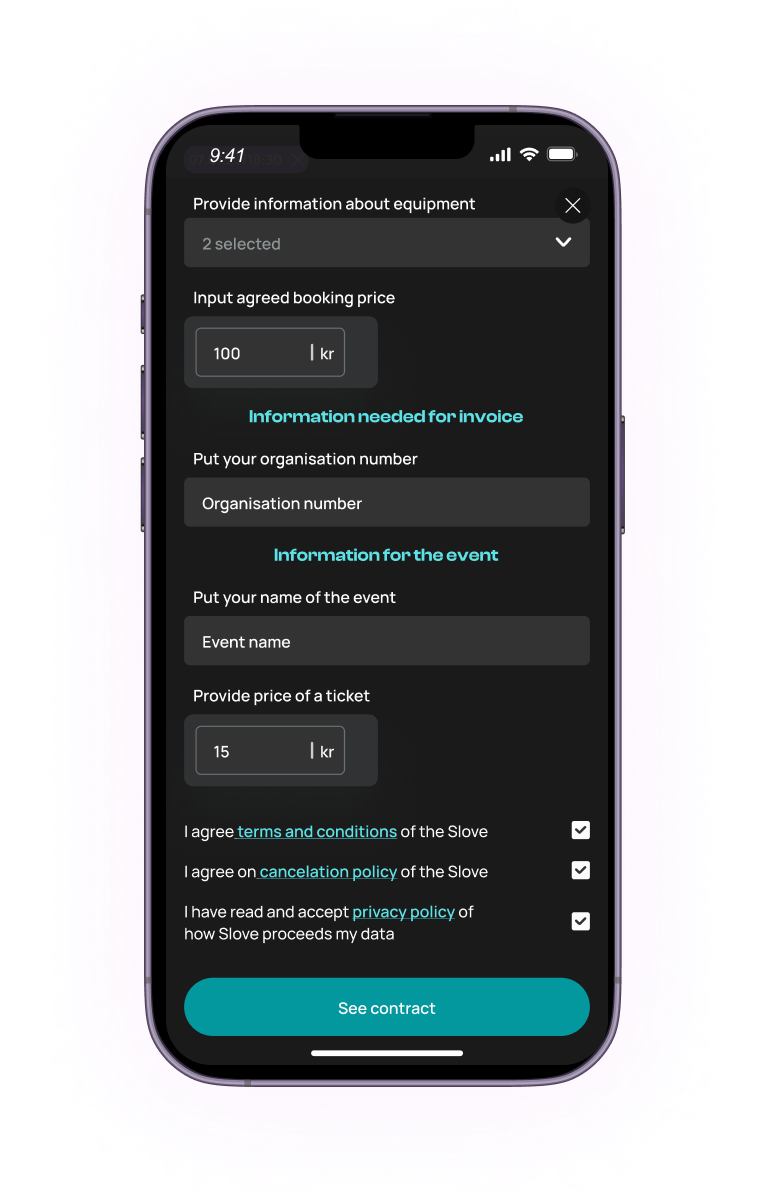 9:41
Provide information about equipment
2 selected
Input agreed booking price
100 | kr
Information needed for invoice
Put your organisation number
Organisation number
Information for the event
Put your name of the event
Event name
Provide price of a ticket
15 | kr
I agree terms and conditions of the Slove
I agree on cancelation policy of the Slove
I have read and accept privacy policy of
how Slove proceeds my data
See contract